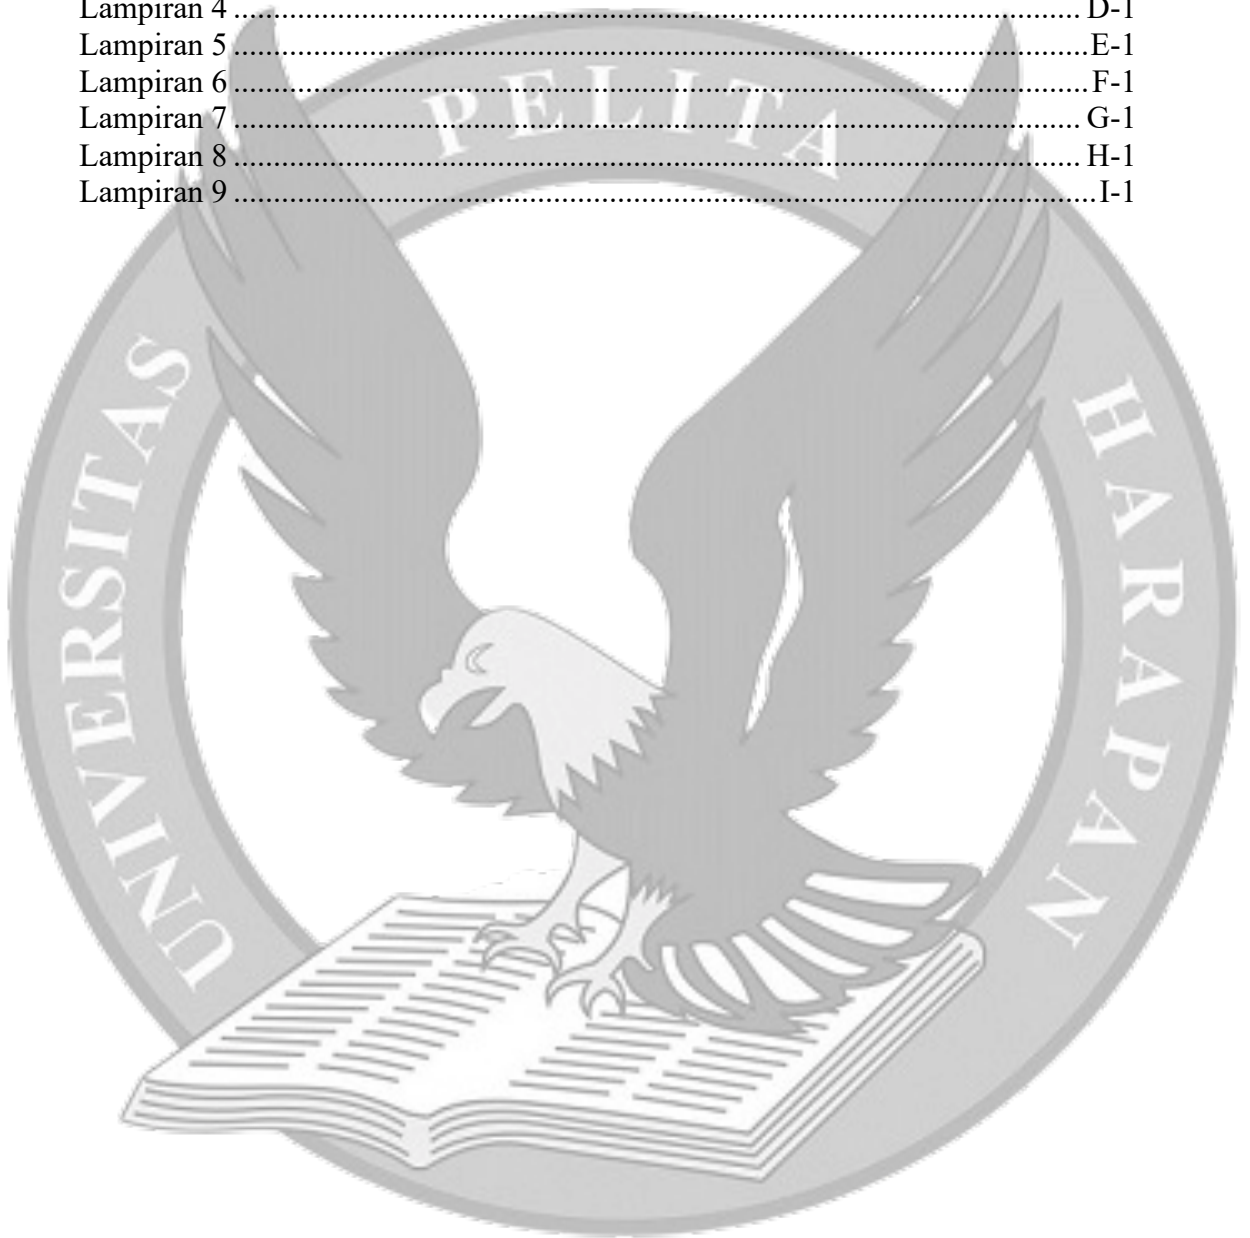 Lampiran 4 ........................................................................................ D-1
Lampiran 5 ........................................................................................ E-1
Lampiran 6 ........................................................................................ F-1
Lampiran 7 ........................................................................................ G-1
Lampiran 8 ........................................................................................ H-1
Lampiran 9 ........................................................................................ I-1
UNIVERSITAS PELITA HARAPAN